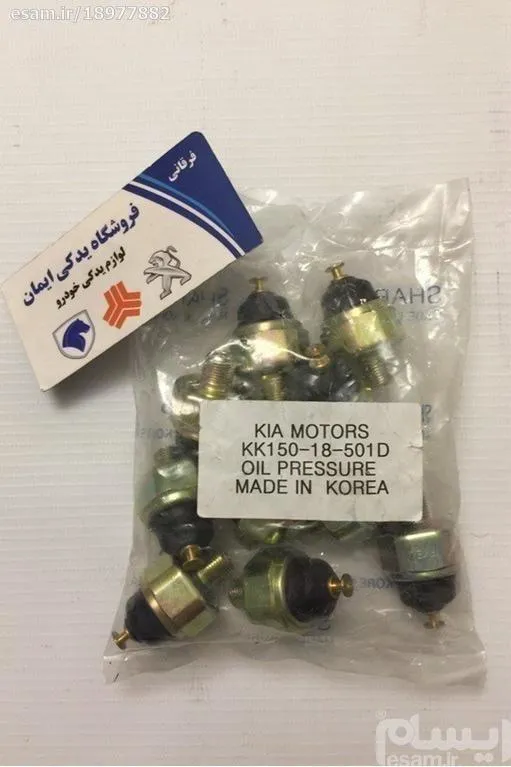 esam.ir/18977882
فرقانی
فروشگاه یدکی ایمان
لوازم یدکی خودرو
KIA MOTORS
KK150-18-501D
OIL PRESSURE
MADE IN KOREA
ایسام
esam.ir